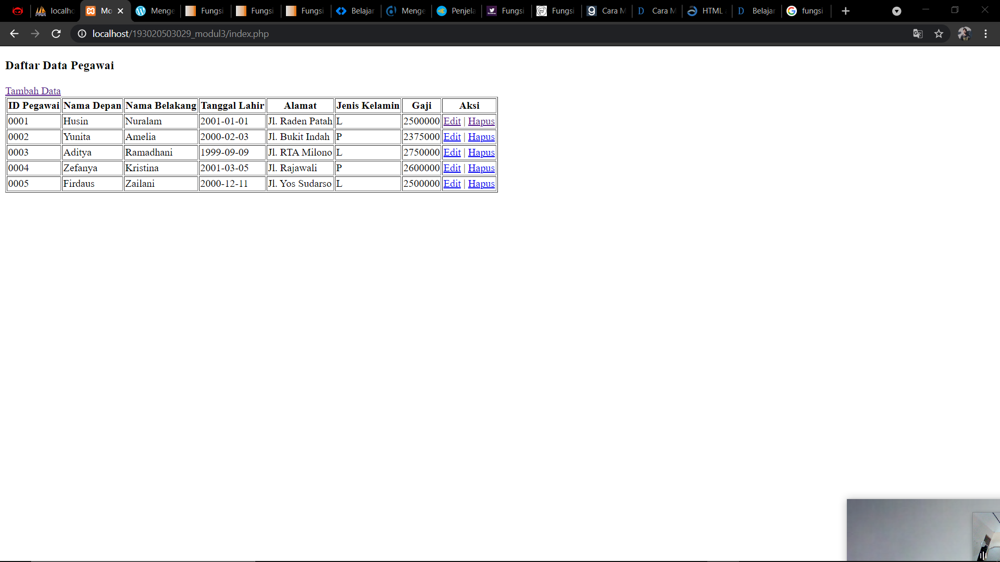 localho Mo Menge Fungsi Fungsi Fungsi Belajar Menge Penjela Fungsi Fungsi Cara M Cara M HTML Belajar fungsi
localhost/193020503029_modul3/index.php
Daftar Data Pegawai
Tambah Data
ID Pegawai Nama Depan Nama Belakang Tanggal Lahir Alamat Jenis Kelamin Gaji Aksi
0001 Husin Nuralam 2001-01-01 Jl. Raden Patah L 2500000 Edit | Hapus
0002 Yunita Amelia 2000-02-03 Jl. Bukit Indah P 2375000 Edit | Hapus
0003 Aditya Ramadhani 1999-09-09 Jl. RTA Milono L 2750000 Edit | Hapus
0004 Zefanya Kristina 2001-03-05 Jl. Rajawali P 2600000 Edit | Hapus
0005 Firdaus Zailani 2000-12-11 Jl. Yos Sudarso L 2500000 Edit | Hapus